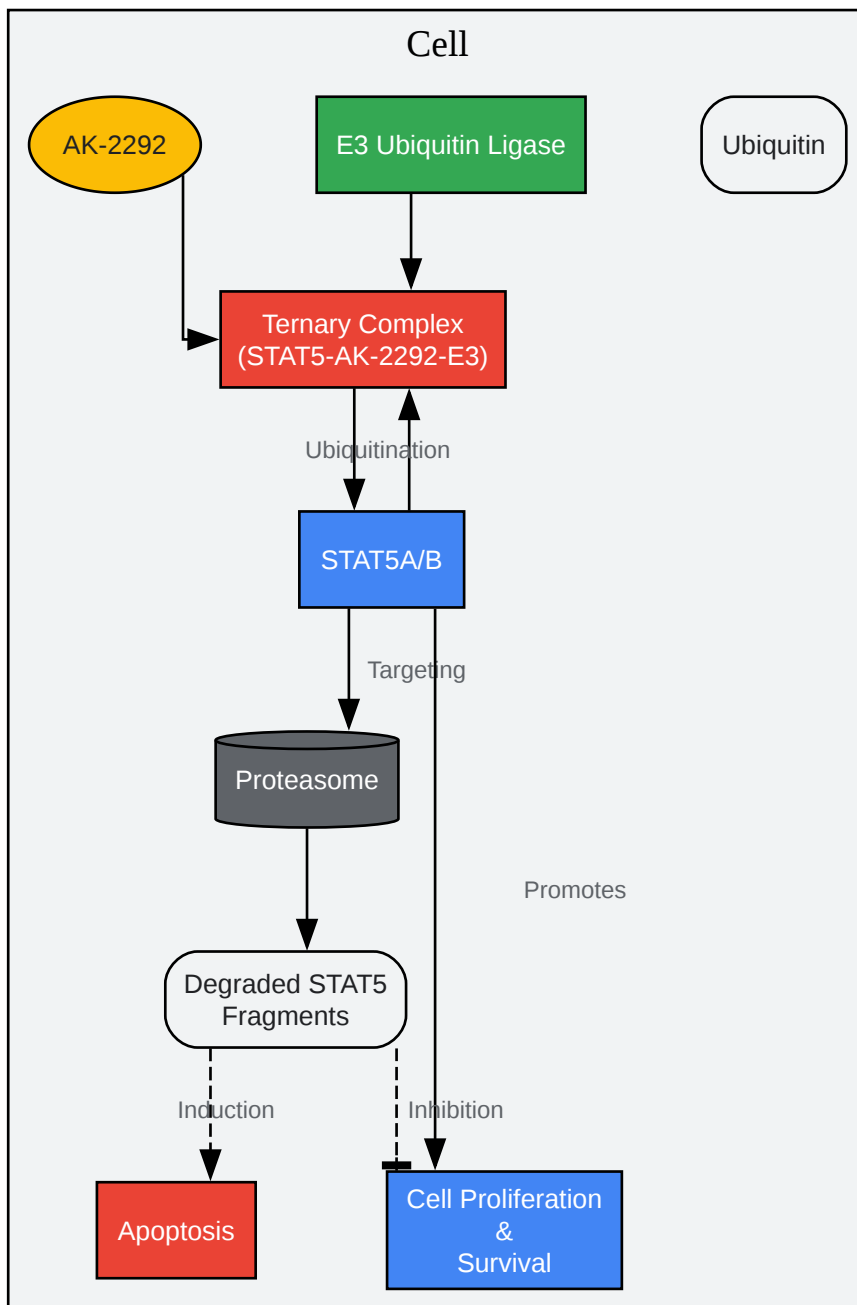 Cell
AK-2292
E3 Ubiquitin Ligase
Ubiquitin
Ternary Complex
(STAT5-AK-2292-E3)
Ubiquitination
STAT5A/B
Targeting
Proteasome
Promotes
Degraded STAT5
Fragments
Induction
Inhibition
Apoptosis
Cell Proliferation
&
Survival